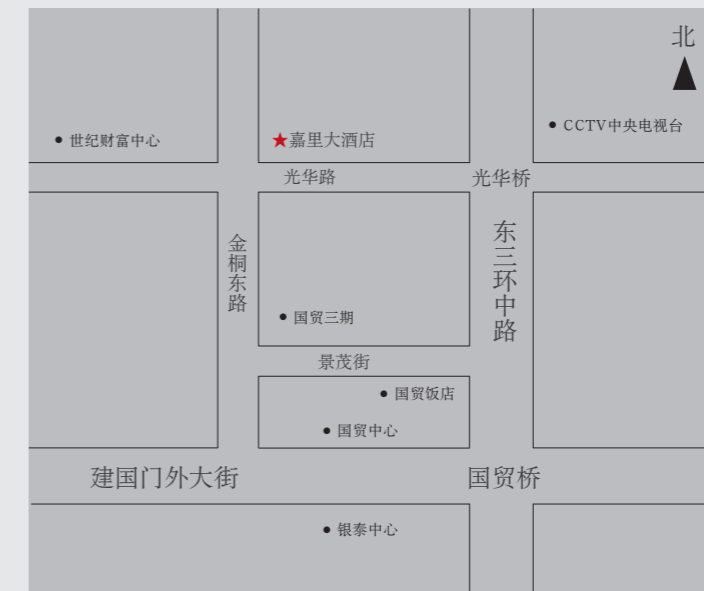 北
CCTV中央电视台
世纪财富中心
嘉里大酒店
光华路
光华桥
金桐东路
东三环中路
国贸三期
景茂街
国贸饭店
国贸中心
建国门外大街
国贸桥
银泰中心